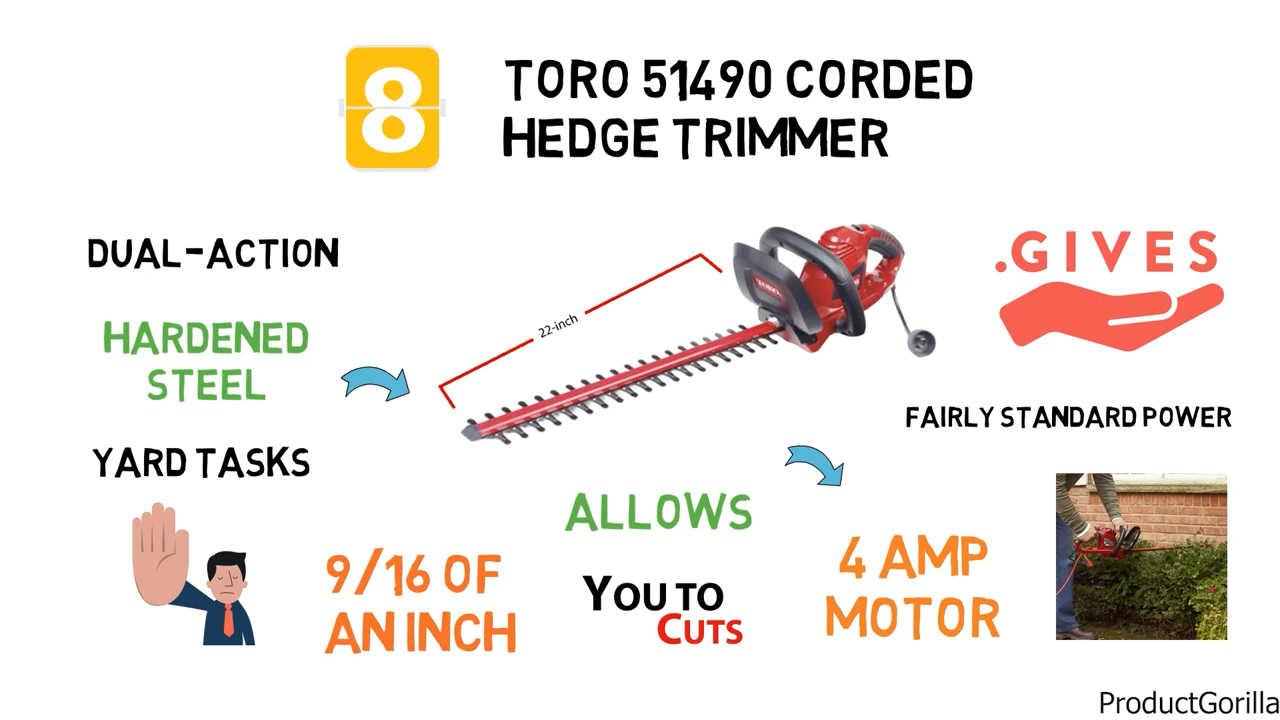 8
TORO 51490 CORDED
HEDGE TRIMMER
DUAL-ACTION
HARDENED
STEEL
YARD TASKS
22-inch
TORO
.GIVES
FAIRLY STANDARD POWER
9/16 OF
AN INCH
ALLOWS
YOU TO
CUTS
4 AMP
MOTOR
ProductGorilla